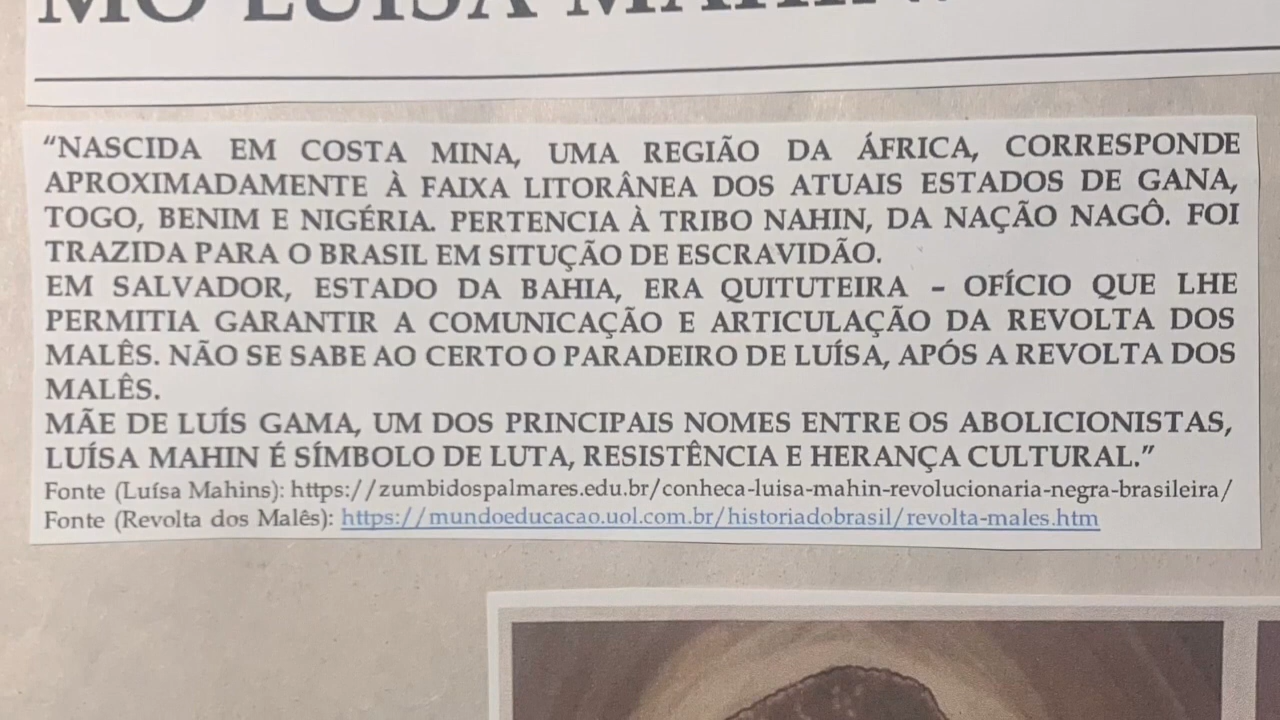 MO LUÍSA MAHIN
“NASCIDA EM COSTA MINA, UMA REGIÃO DA ÁFRICA, CORRESPONDE
APROXIMADAMENTE À FAIXA LITORÂNEA DOS ATUAIS ESTADOS DE GANA,
TOGO, BENIM E NIGÉRIA. PERTENCIA À TRIBO NAHIN, DA NAÇÃO NAGÔ. FOI
TRAZIDA PARA O BRASIL EM SITUÇÃO DE ESCRAVIDÃO.
EM SALVADOR, ESTADO DA BAHIA, ERA QUITUTEIRA – OFÍCIO QUE LHE
PERMITIA GARANTIR A COMUNICAÇÃO E ARTICULAÇÃO DA REVOLTA DOS
MALÊS. NÃO SE SABE AO CERTO O PARADEIRO DE LUÍSA, APÓS A REVOLTA DOS
MALÊS.
MÃE DE LUÍS GAMA, UM DOS PRINCIPAIS NOMES ENTRE OS ABOLICIONISTAS,
LUÍSA MAHIN É SÍMBOLO DE LUTA, RESISTÊNCIA E HERANÇA CULTURAL.”
Fonte (Luísa Mahins): https://zumbidospalmares.edu.br/conheca-luisa-mahin-revolucionaria-negra-brasileira/
Fonte (Revolta dos Malês): https://mundoeducacao.uol.com.br/historiadobrasil/revolta-males.htm